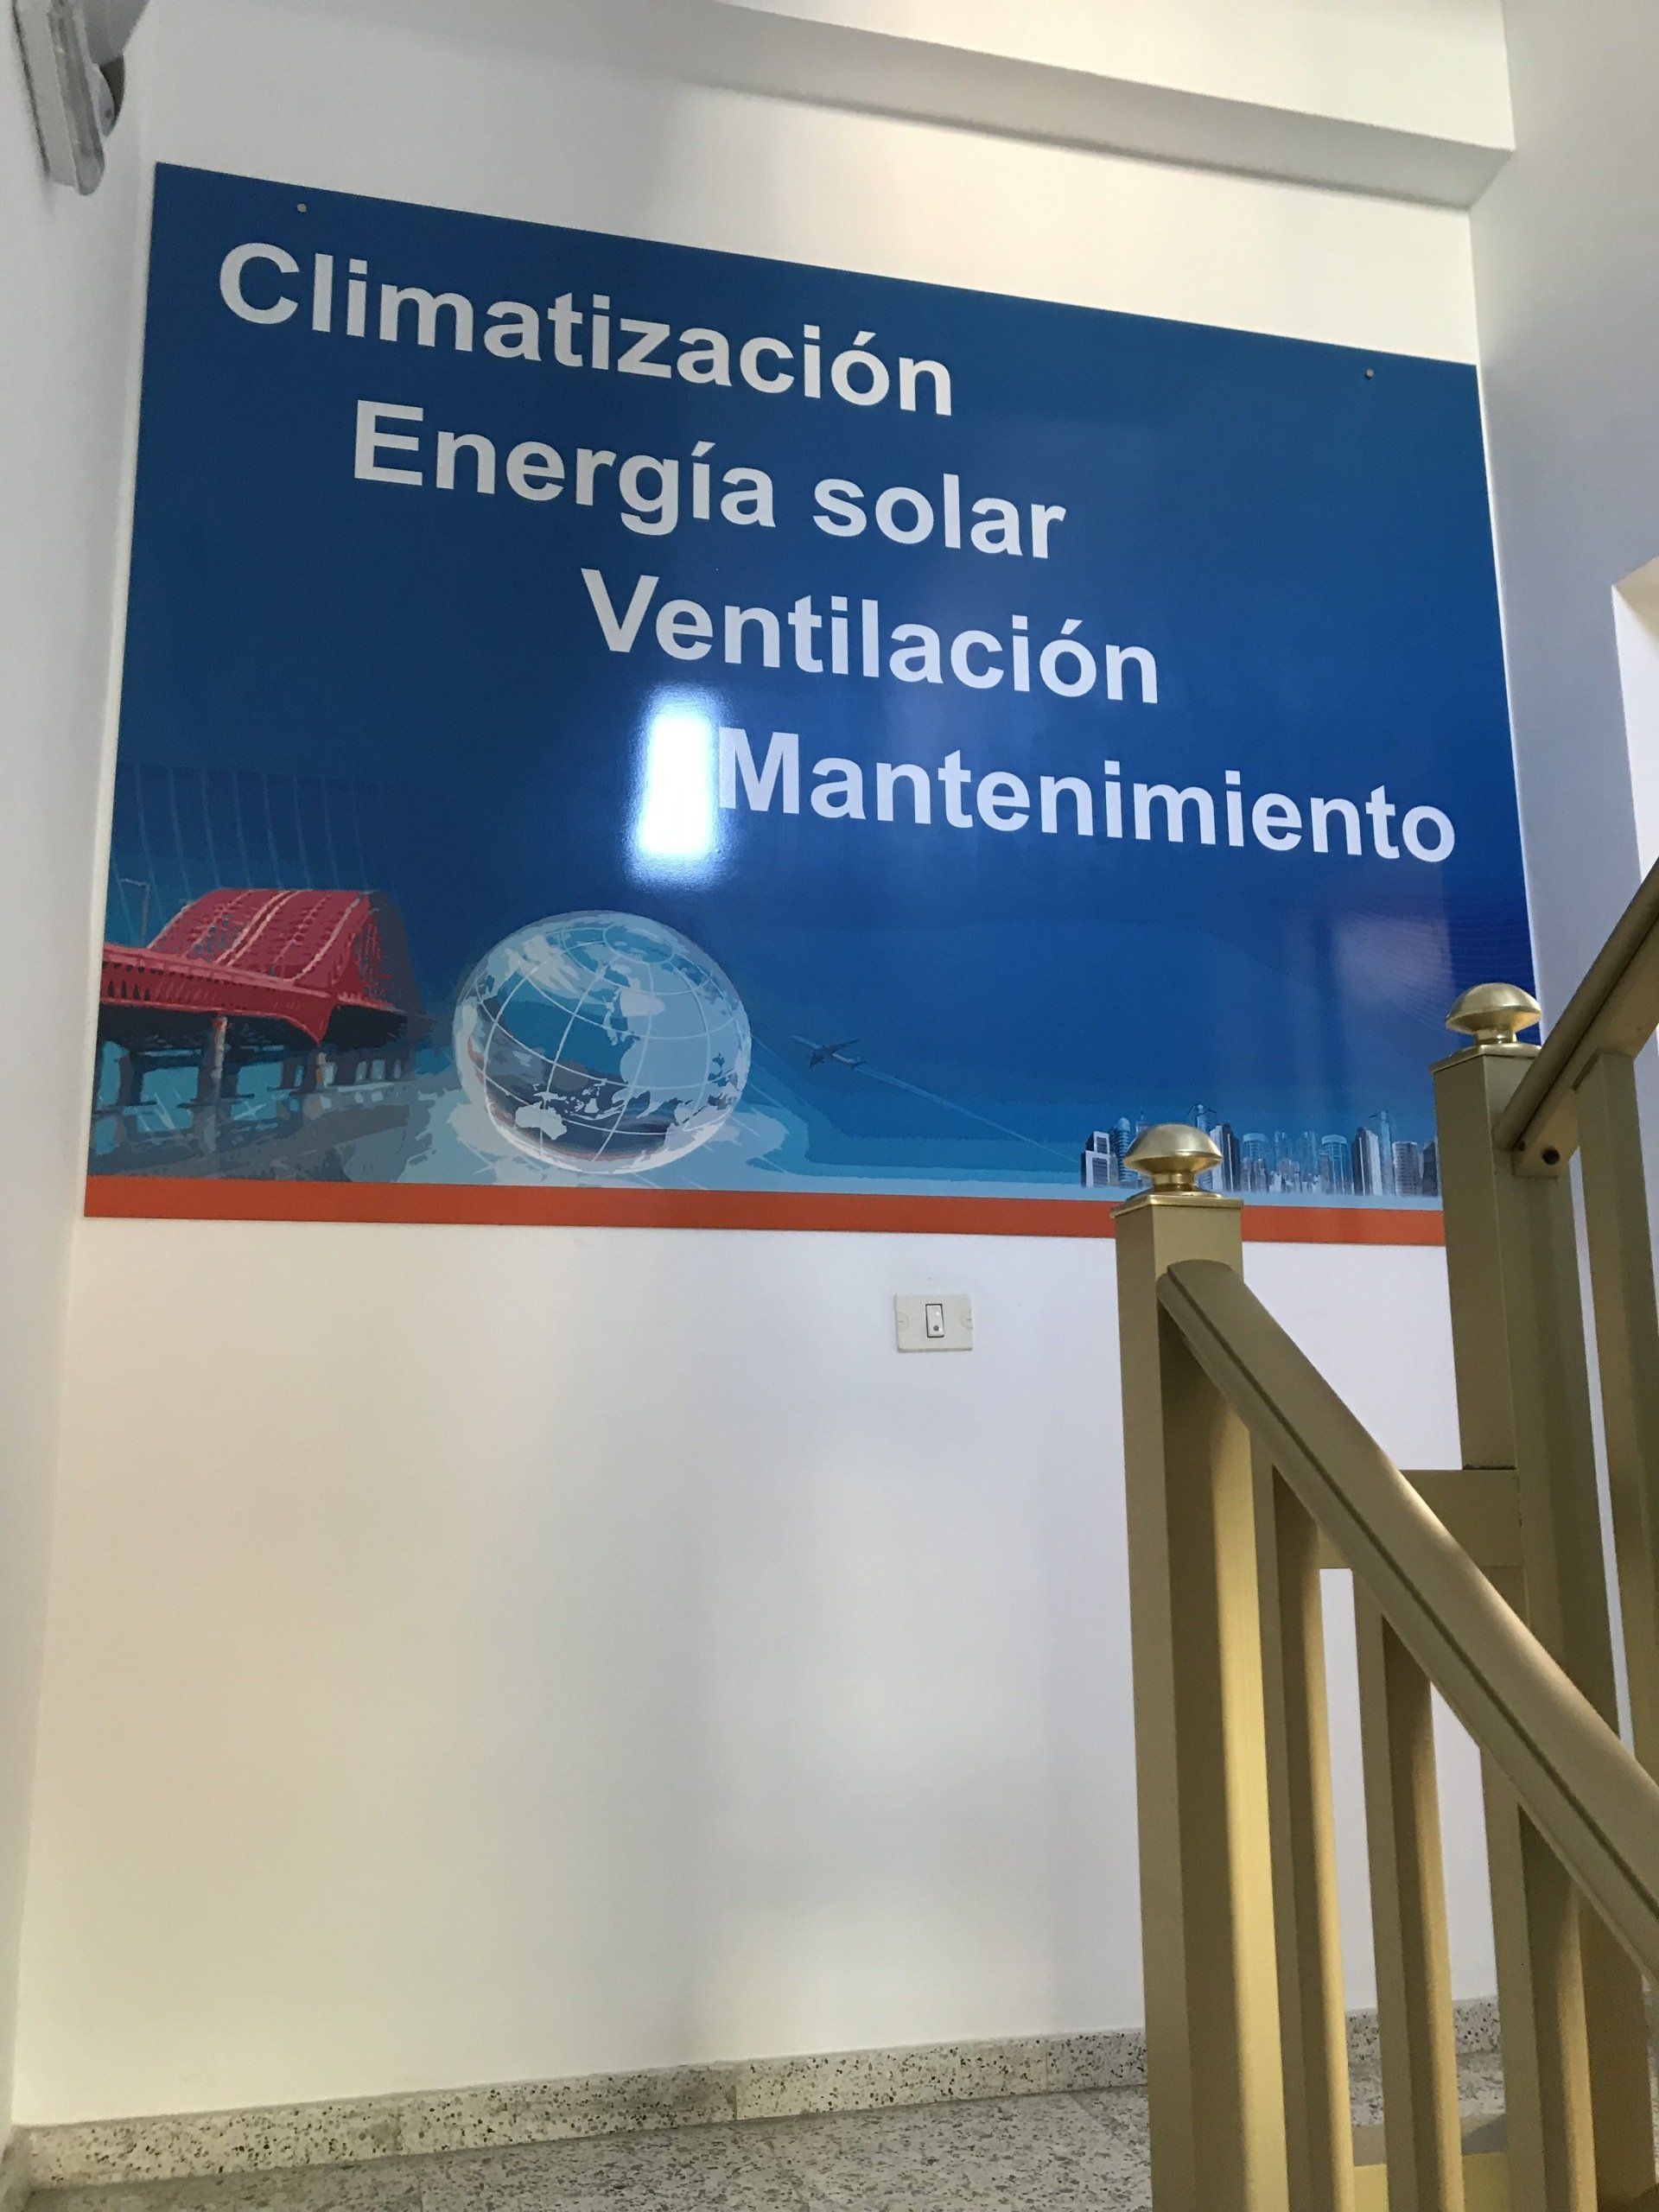 Climatización
Energía solar
Ventilación
Mantenimiento